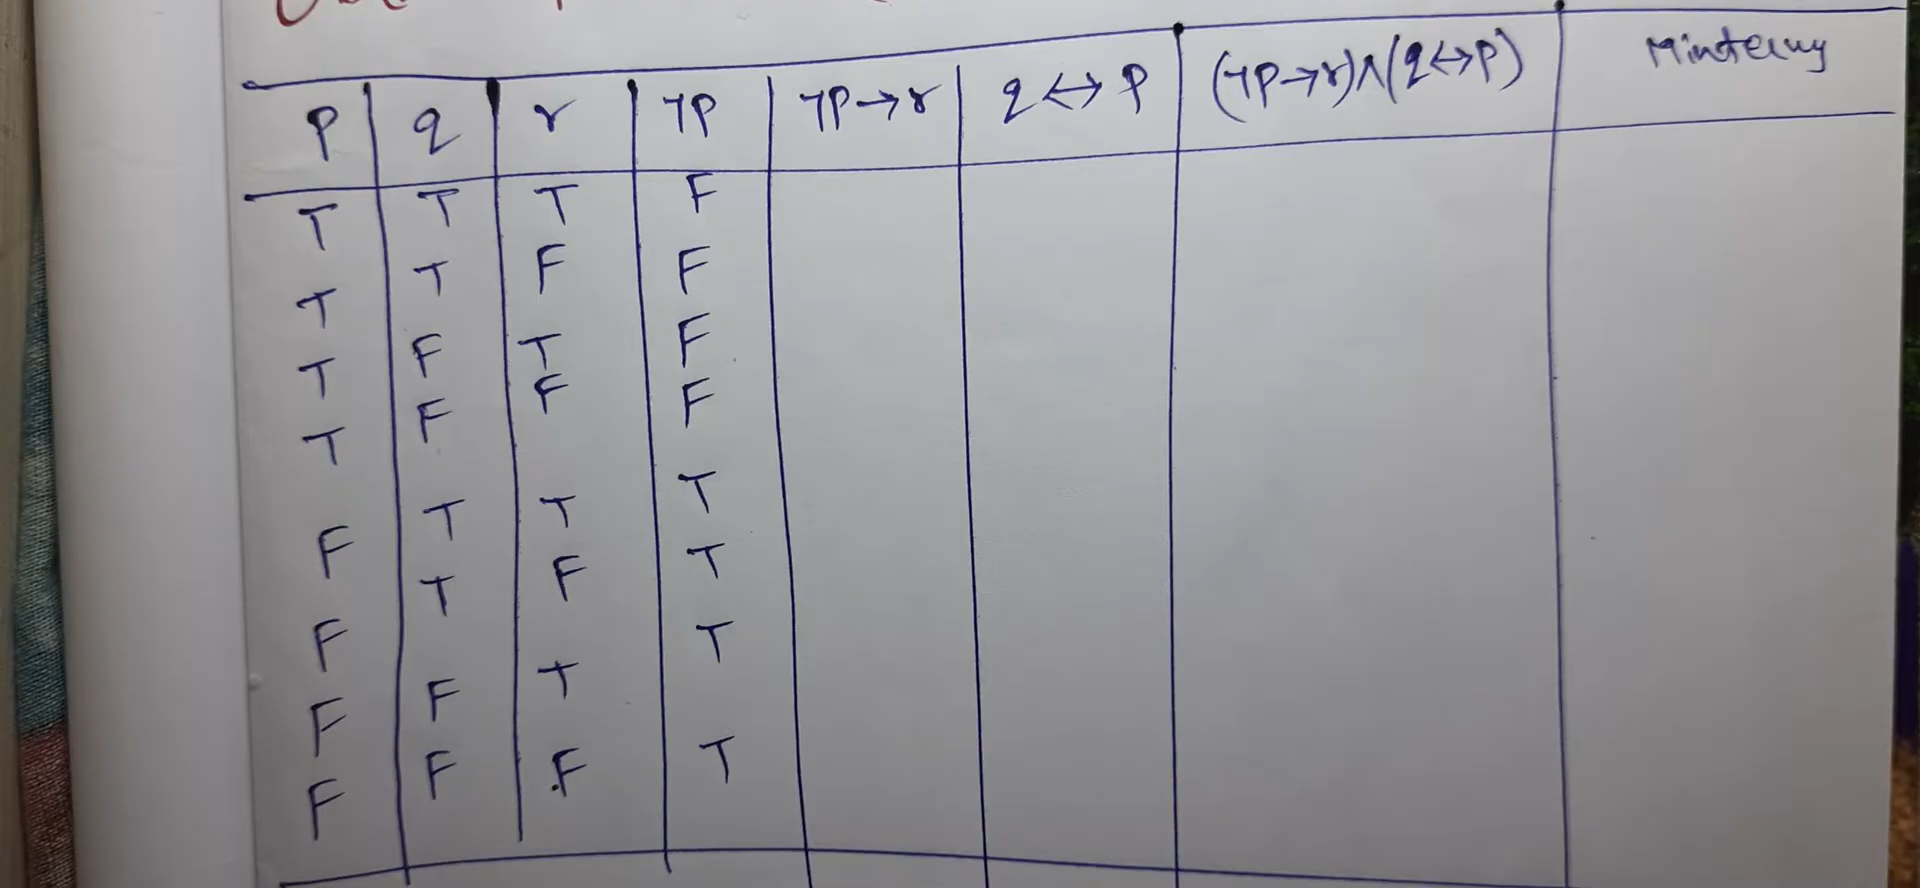 P q r ¬P ¬P→r q↔P (¬P→r)∧(q↔P) Minterms
T T T F
T T F F
T F T F
T F F F
F T T T
F T F T
F F T T
F F F T